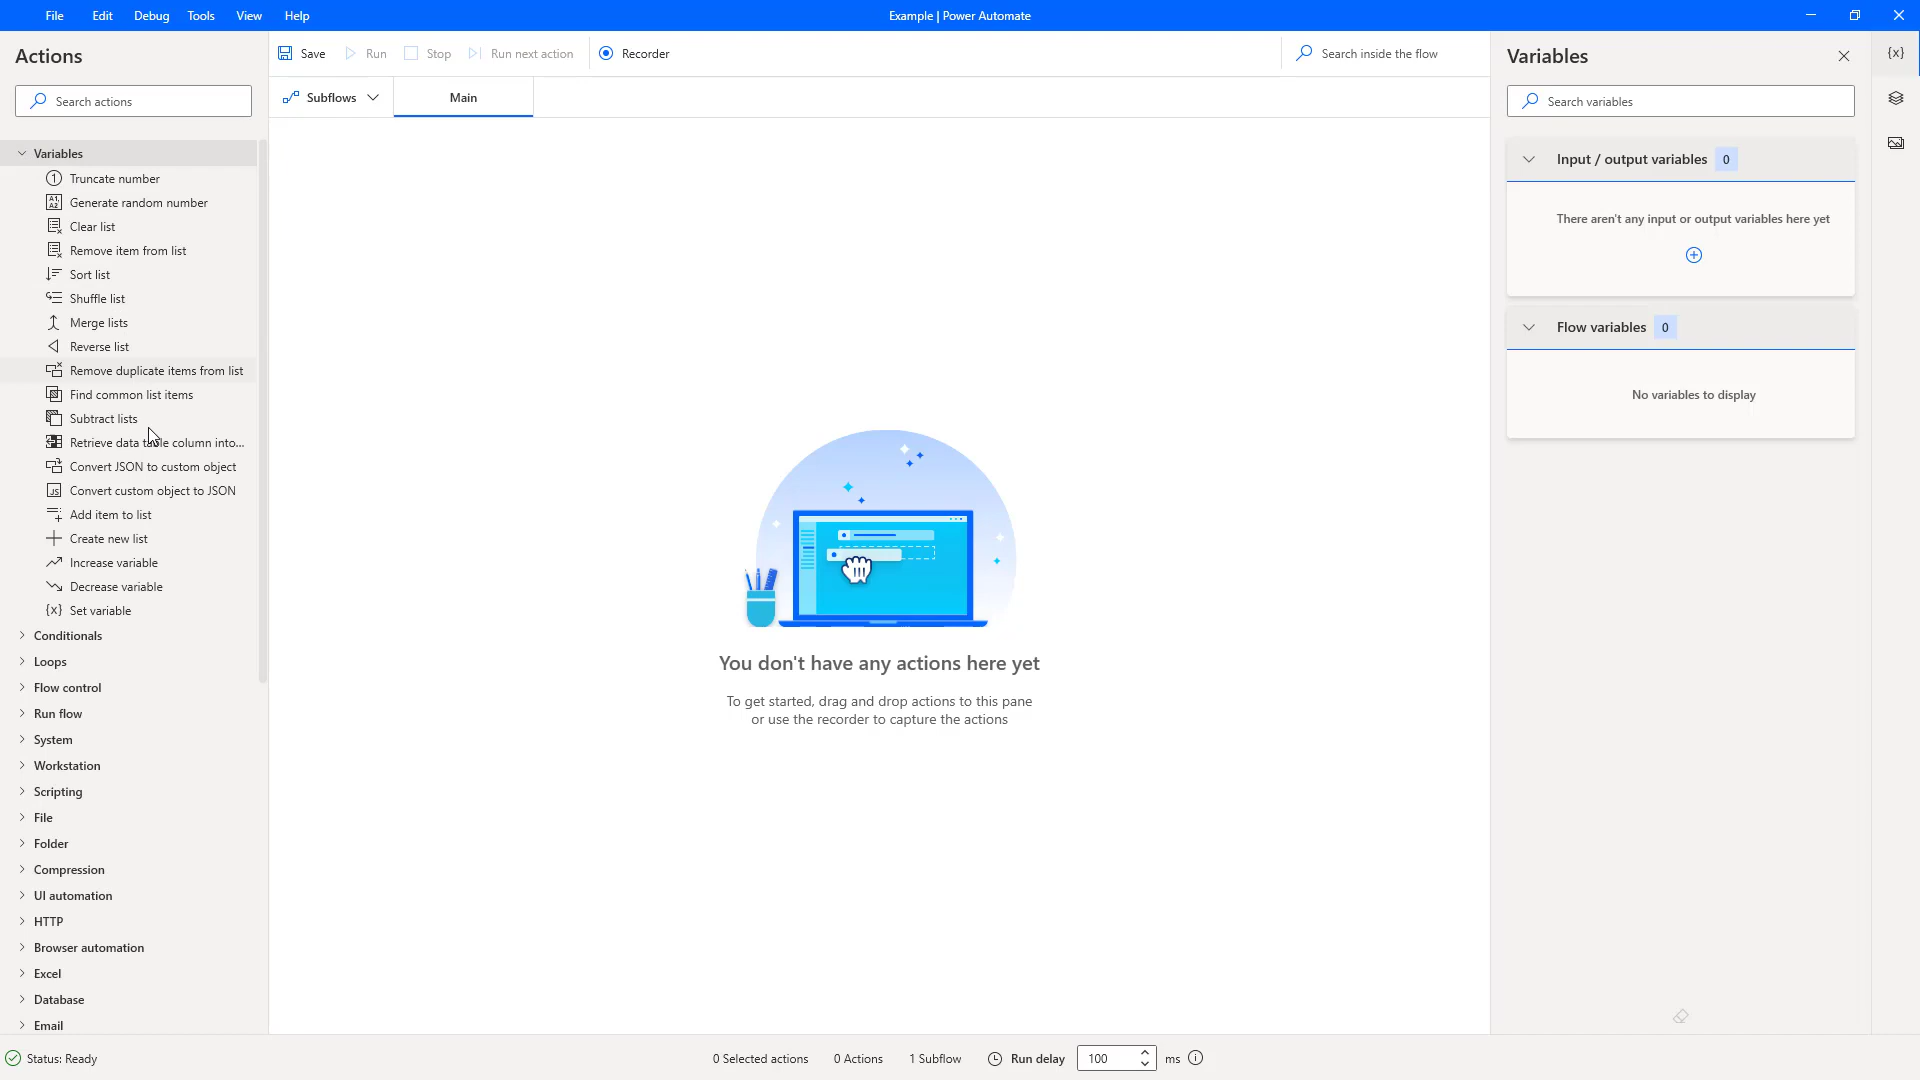 File Edit Debug Tools View Help
Example | Power Automate
Actions
Search actions
Variables
Truncate number
Generate random number
Clear list
Remove item from list
Sort list
Shuffle list
Merge lists
Reverse list
Remove duplicate items from list
Find common list items
Subtract lists
Retrieve data table column into...
Convert JSON to custom object
Convert custom object to JSON
Add item to list
Create new list
Increase variable
Decrease variable
{x} Set variable
Conditionals
Loops
Flow control
Run flow
System
Workstation
Scripting
File
Folder
Compression
UI automation
HTTP
Browser automation
Excel
Database
Email
Save Run Stop Run next action Recorder
Search inside the flow
Subflows Main
You don't have any actions here yet
To get started, drag and drop actions to this pane
or use the recorder to capture the actions
Variables
{x}
Search variables
Input / output variables 0
There aren't any input or output variables here yet
Flow variables 0
No variables to display
Status: Ready
0 Selected actions 0 Actions 1 Subflow Run delay 100 ms